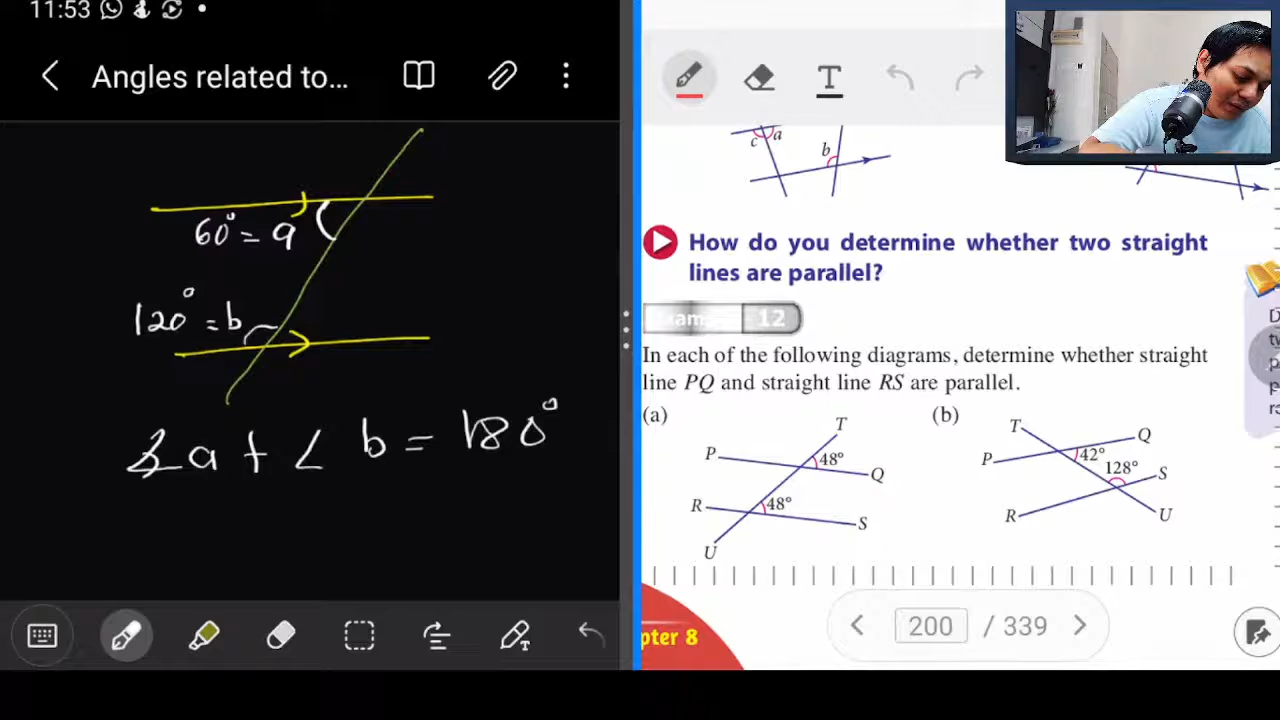 11:53
Angles related to...
60° = a
120° = b
∠a + ∠ b = 180°
c a
b
How do you determine whether two straight
lines are parallel?
12
In each of the following diagrams, determine whether straight
line PQ and straight line RS are parallel.
(a)
T
P
48°
Q
R
48°
S
U
(b)
T
Q
P
42°
128°
S
R
U
pter 8
200 / 339
T